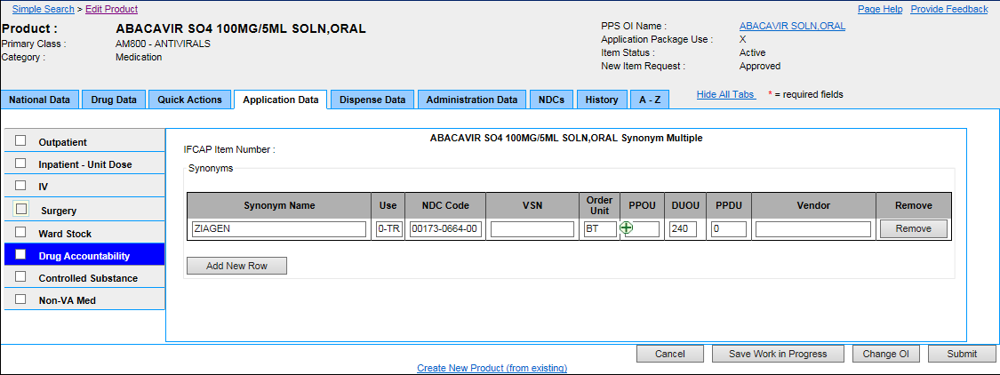 Simple Search > Edit Product
Page Help Provide Feedback
Product : ABACAVIR SO4 100MG/5ML SOLN,ORAL
Primary Class : AM800 - ANTIVIRALS
Category : Medication
PPS OI Name : ABACAVIR SOLN,ORAL
Application Package Use : X
Item Status : Active
New Item Request : Approved
National Data Drug Data Quick Actions Application Data Dispense Data Administration Data NDCs History A - Z Hide All Tabs * = required fields
Outpatient
Inpatient - Unit Dose
IV
Surgery
Ward Stock
Drug Accountability
Controlled Substance
Non-VA Med
ABACAVIR SO4 100MG/5ML SOLN,ORAL Synonym Multiple
IFCAP Item Number :
Synonyms
Synonym Name Use NDC Code VSN Order Unit PPOU DUOU PPDU Vendor Remove
ZIAGEN 0-TR 00173-0664-00 BT 240 0 Remove
Add New Row
Cancel Save Work in Progress Change OI Submit
Create New Product (from existing)